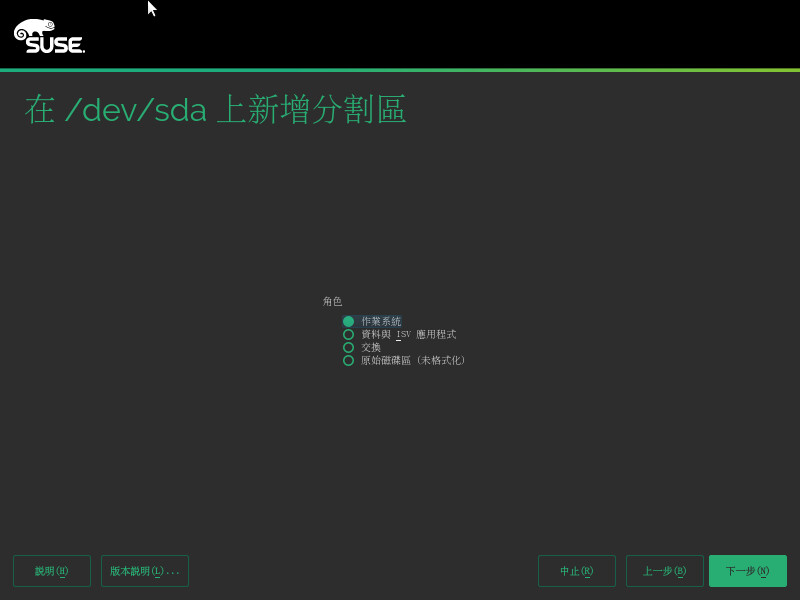 SUSE.
在 /dev/sda 上新增分割區
角色
作業系統
資料與 ISV 應用程式
交換
原始磁碟區 (未格式化)
說明(H) 版本說明(L)... 中止(R) 上一步(B) 下一步(N)